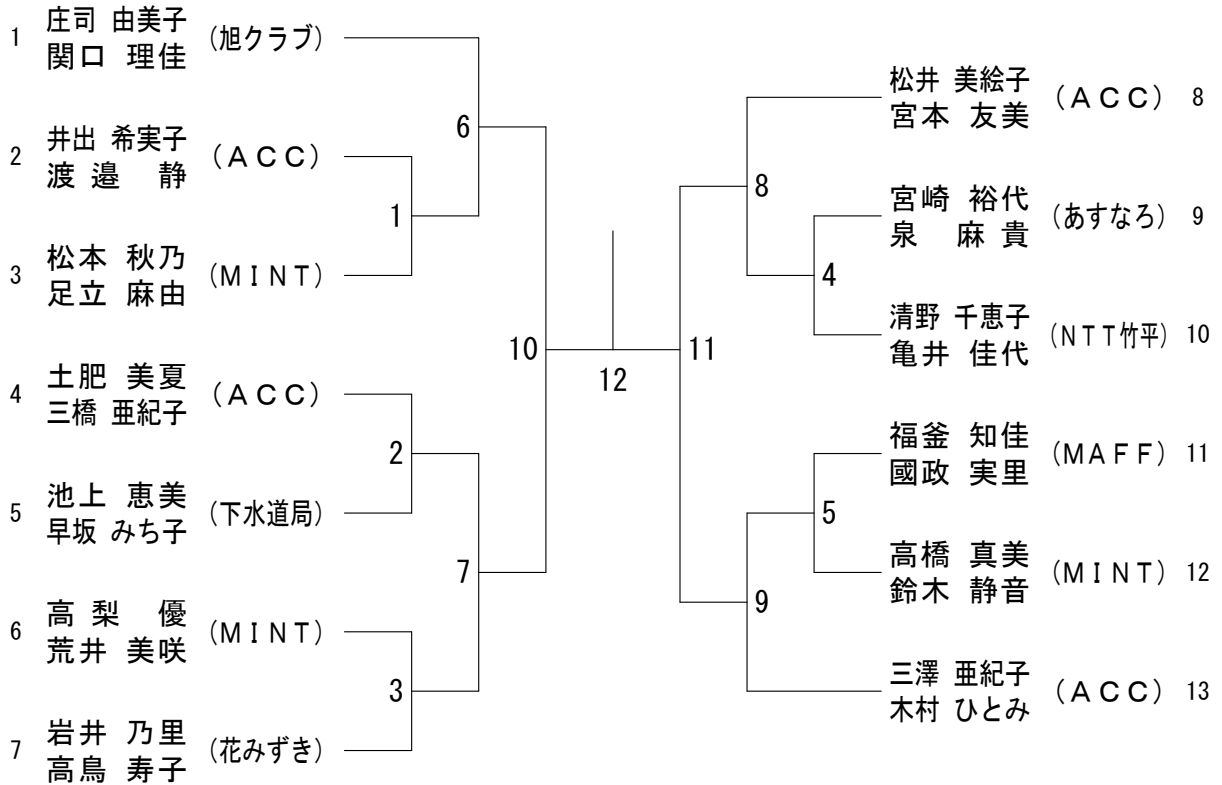 1 庄司 由美子 (旭クラブ)
関口 理佳
2 井出 希実子 (ACC)
渡邉 静
3 松本 秋乃 (MINT)
足立 麻由
4 土肥 美夏 (ACC)
三橋 亜紀子
5 池上 恵美 (下水道局)
早坂 みち子
6 高梨 優 (MINT)
荒井 美咲
7 岩井 乃里 (花みずき)
高鳥 寿子
6
1
10
2
7
3
12
11
8
4
5
9
松井 美絵子 (ACC) 8
宮本 友美
宮崎 裕代 (あすなろ) 9
泉 麻貴
清野 千恵子 (NTT竹平) 10
亀井 佳代
福釜 知佳 (MAFF) 11
國政 実里
高橋 真美 (MINT) 12
鈴木 静音
三澤 亜紀子 (ACC) 13
木村 ひとみ